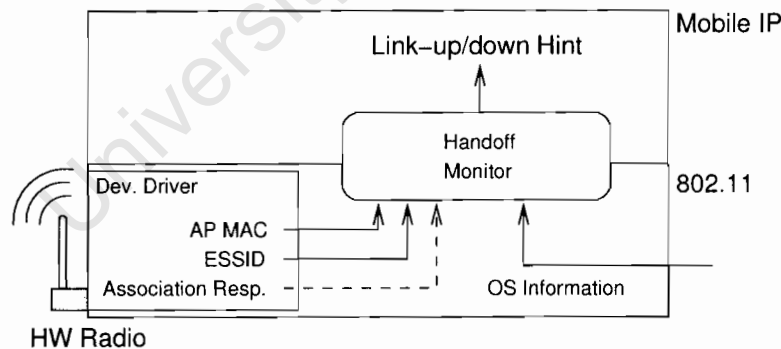 Mobile IP
Link-up/down Hint
Handoff
Monitor
802.11
Dev. Driver
AP MAC
ESSID
Association Resp.
OS Information
HW Radio
Universi